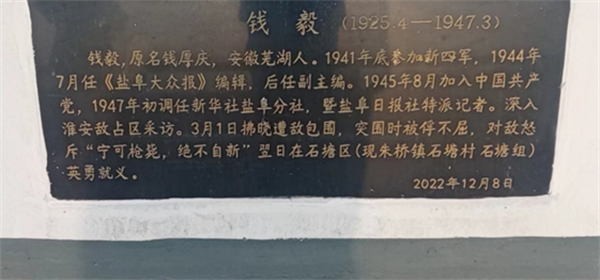 钱毅 (1925.4—1947.3)
钱毅,原名钱厚庆，安徽芜湖人。1941年底参加新四军，1944年
7月任《盐阜大众报》编辑，后任副主编。1945年8月加入中国共产
党，1947年初调任新华社盐阜分社，暨盐阜日报社特派记者。深入
淮安敌占区采访。3月1日拂晓遭敌包围，突围时被俘不屈，对敌怒
斥“宁可枪毙，绝不自新”翌日在石塘区(现朱桥镇石塘村 石塘组)
英勇就义。
2022年12月8日